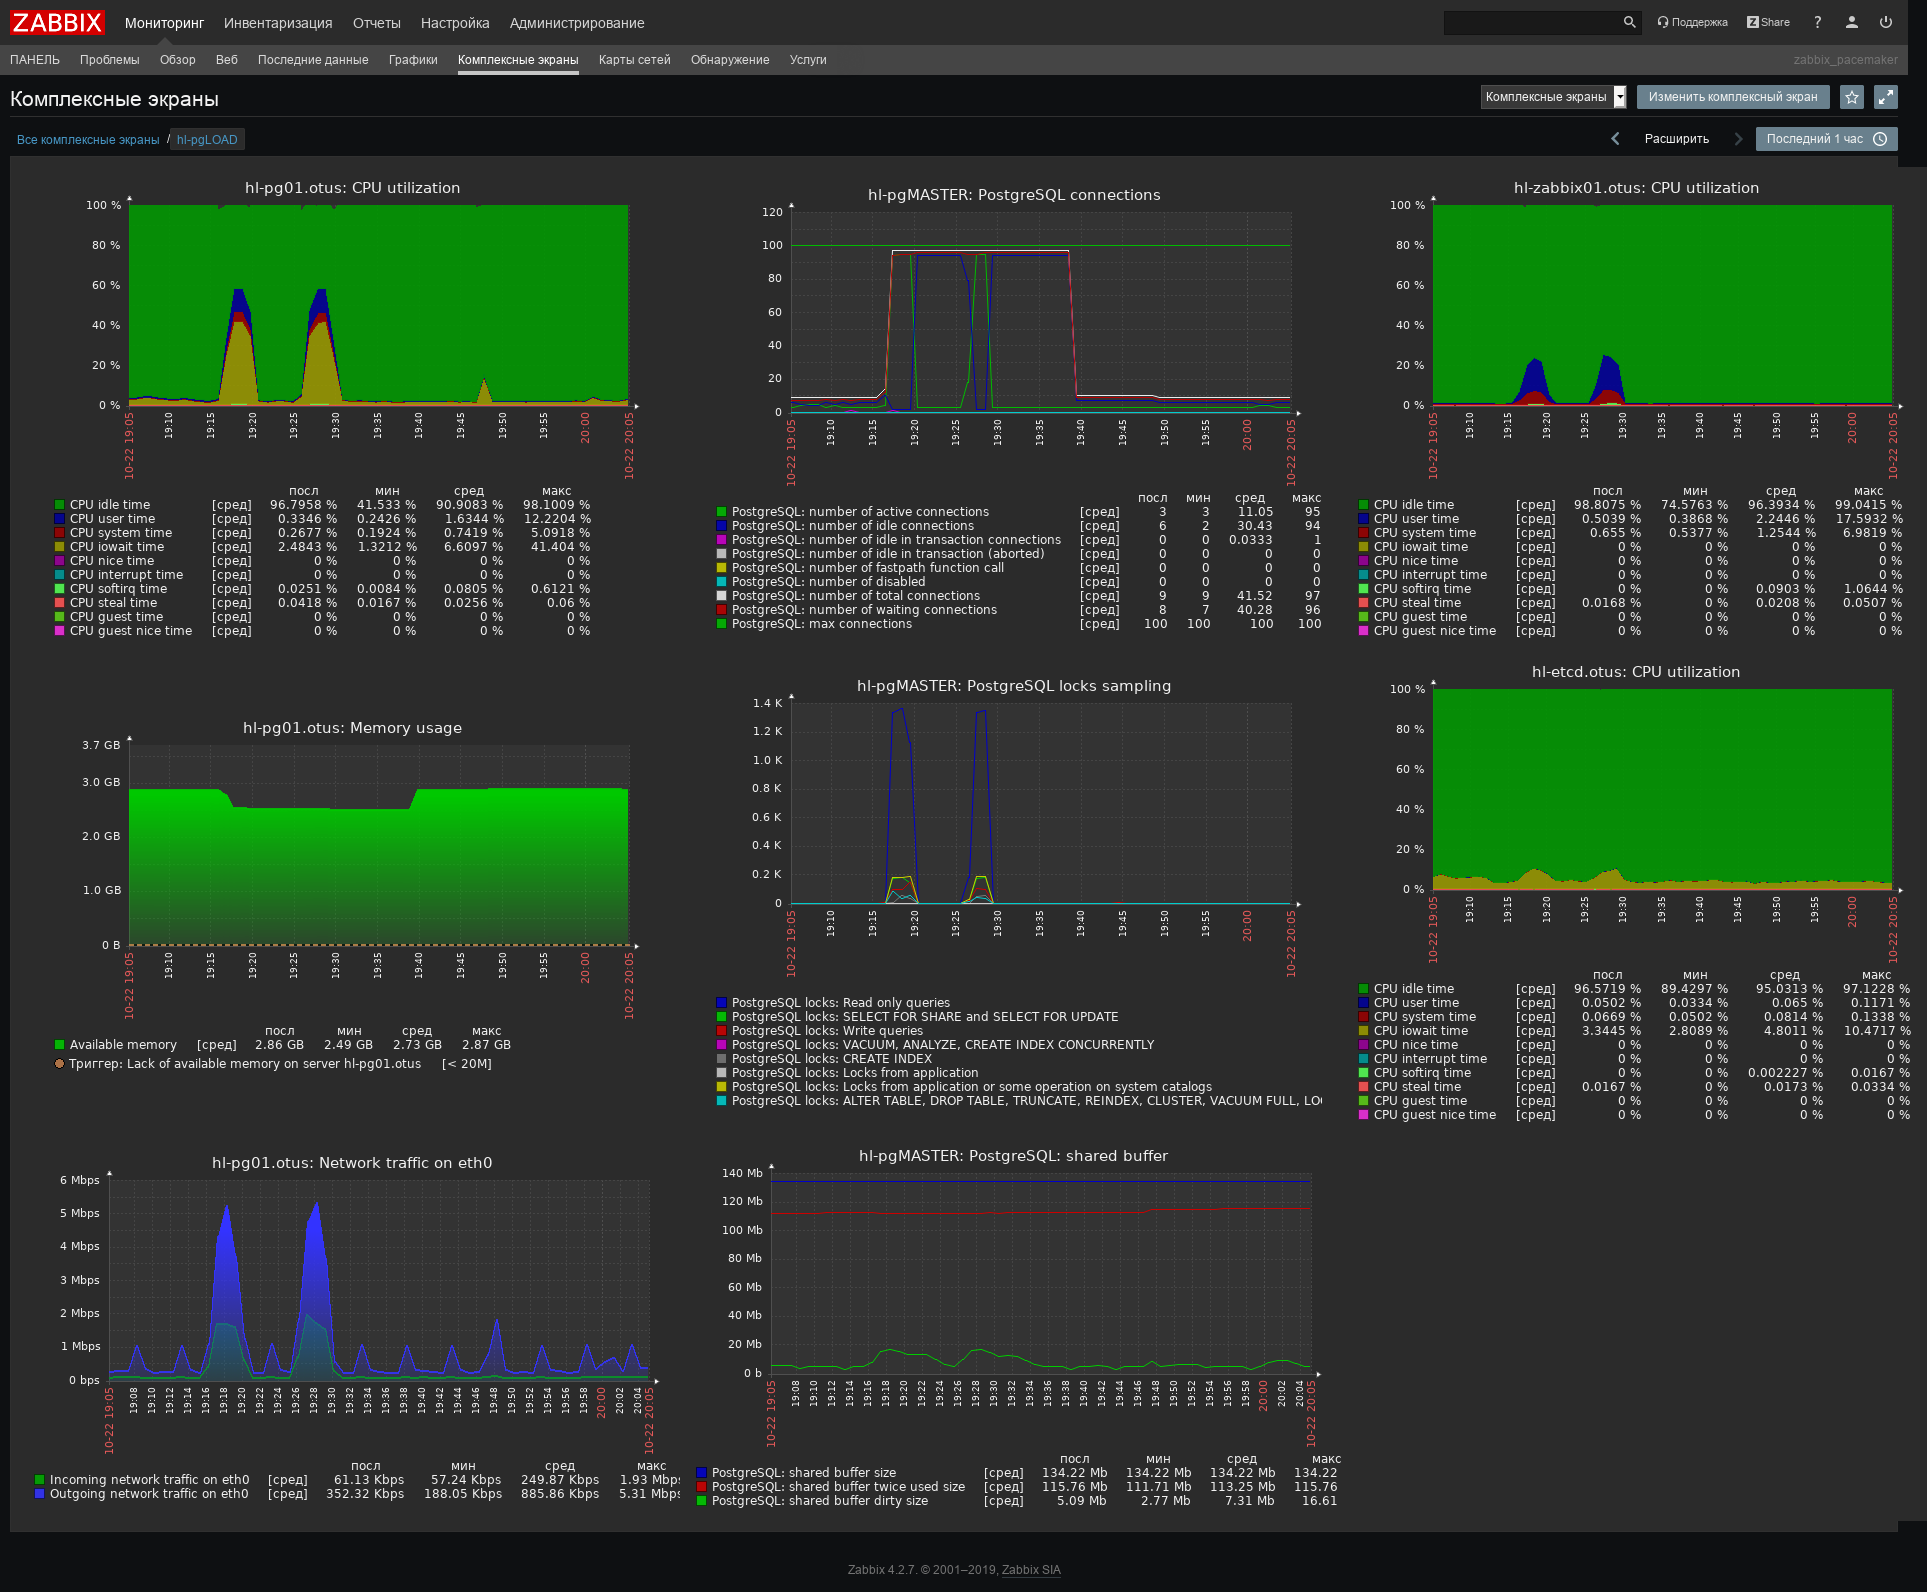 ZABBIX
Мониторинг Инвентаризация Отчеты Настройка Администрирование
Поддержка Z Share ?
ПАНЕЛЬ Проблемы Обзор Веб Последние данные Графики Комплексные экраны Карты сетей Обнаружение Услуги
zabbix_pacemaker
Комплексные экраны
Комплексные экраны Изменить комплексный экран
Все комплексные экраны / hl-pgLOAD
Расширить Последний 1 час
hl-pg01.otus: CPU utilization
100 %
80 %
60 %
40 %
20 %
0 %
10-22 19:05 19:10 19:15 19:20 19:25 19:30 19:35 19:40 19:45 19:50 19:55 20:00 10-22 20:05
посл мин сред макс
CPU idle time [сред] 96.7958 % 41.533 % 90.9083 % 98.1009 %
CPU user time [сред] 0.3346 % 0.2426 % 1.6344 % 12.2204 %
CPU system time [сред] 0.2677 % 0.1924 % 0.7419 % 5.0918 %
CPU iowait time [сред] 2.4843 % 1.3212 % 6.6097 % 41.404 %
CPU nice time [сред] 0 % 0 % 0 % 0 %
CPU interrupt time [сред] 0 % 0 % 0 % 0 %
CPU softirq time [сред] 0.0251 % 0.0084 % 0.0805 % 0.6121 %
CPU steal time [сред] 0.0418 % 0.0167 % 0.0256 % 0.06 %
CPU guest time [сред] 0 % 0 % 0 % 0 %
CPU guest nice time [сред] 0 % 0 % 0 % 0 %
hl-pgMASTER: PostgreSQL connections
120
100
80
60
40
20
0
10-22 19:05 19:10 19:15 19:20 19:25 19:30 19:35 19:40 19:45 19:50 19:55 20:00 10-22 20:05
посл мин сред макс
PostgreSQL: number of active connections [сред] 3 3 11.05 95
PostgreSQL: number of idle connections [сред] 6 2 30.43 94
PostgreSQL: number of idle in transaction connections [сред] 0 0 0.0333 1
PostgreSQL: number of idle in transaction (aborted) [сред] 0 0 0 0
PostgreSQL: number of fastpath function call [сред] 0 0 0 0
PostgreSQL: number of disabled [сред] 0 0 0 0
PostgreSQL: number of total connections [сред] 9 9 41.52 97
PostgreSQL: number of waiting connections [сред] 8 7 40.28 96
PostgreSQL: max connections [сред] 100 100 100 100
hl-zabbix01.otus: CPU utilization
100 %
80 %
60 %
40 %
20 %
0 %
10-22 19:05 19:10 19:15 19:20 19:25 19:30 19:35 19:40 19:45 19:50 19:55 20:00 10-22 20:05
посл мин сред макс
CPU idle time [сред] 98.8075 % 74.5763 % 96.3934 % 99.0415 %
CPU user time [сред] 0.5039 % 0.3868 % 2.2446 % 17.5932 %
CPU system time [сред] 0.655 % 0.5377 % 1.2544 % 6.9819 %
CPU iowait time [сред] 0 % 0 % 0 % 0 %
CPU nice time [сред] 0 % 0 % 0 % 0 %
CPU interrupt time [сред] 0 % 0 % 0 % 0 %
CPU softirq time [сред] 0 % 0 % 0.0903 % 1.0644 %
CPU steal time [сред] 0.0168 % 0 % 0.0208 % 0.0507 %
CPU guest time [сред] 0 % 0 % 0 % 0 %
CPU guest nice time [сред] 0 % 0 % 0 % 0 %
hl-pg01.otus: Memory usage
3.7 GB
3.0 GB
2.0 GB
1.0 GB
0 B
10-22 19:05 19:10 19:15 19:20 19:25 19:30 19:35 19:40 19:45 19:50 19:55 20:00 10-22 20:05
посл мин сред макс
Available memory [сред] 2.86 GB 2.49 GB 2.73 GB 2.87 GB
Триггер: Lack of available memory on server hl-pg01.otus [< 20M]
hl-pgMASTER: PostgreSQL locks sampling
1.4 K
1.2 K
1.0 K
0.8 K
0.6 K
0.4 K
0.2 K
0
10-22 19:05 19:10 19:15 19:20 19:25 19:30 19:35 19:40 19:45 19:50 19:55 20:00 10-22 20:05
PostgreSQL locks: Read only queries
PostgreSQL locks: SELECT FOR SHARE and SELECT FOR UPDATE
PostgreSQL locks: Write queries
PostgreSQL locks: VACUUM, ANALYZE, CREATE INDEX CONCURRENTLY
PostgreSQL locks: CREATE INDEX
PostgreSQL locks: Locks from application
PostgreSQL locks: Locks from application or some operation on system catalogs
PostgreSQL locks: ALTER TABLE, DROP TABLE, TRUNCATE, REINDEX, CLUSTER, VACUUM FULL, LO
hl-etcd.otus: CPU utilization
100 %
80 %
60 %
40 %
20 %
0 %
10-22 19:05 19:10 19:15 19:20 19:25 19:30 19:35 19:40 19:45 19:50 19:55 20:00 10-22 20:05
посл мин сред макс
CPU idle time [сред] 96.5719 % 89.4297 % 95.0313 % 97.1228 %
CPU user time [сред] 0.0502 % 0.0334 % 0.065 % 0.1171 %
CPU system time [сред] 0.0669 % 0.0502 % 0.0814 % 0.1338 %
CPU iowait time [сред] 3.3445 % 2.8089 % 4.8011 % 10.4717 %
CPU nice time [сред] 0 % 0 % 0 % 0 %
CPU interrupt time [сред] 0 % 0 % 0 % 0 %
CPU softirq time [сред] 0 % 0 % 0.002227 % 0.0167 %
CPU steal time [сред] 0.0167 % 0 % 0.0173 % 0.0334 %
CPU guest time [сред] 0 % 0 % 0 % 0 %
CPU guest nice time [сред] 0 % 0 % 0 % 0 %
hl-pg01.otus: Network traffic on eth0
6 Mbps
5 Mbps
4 Mbps
3 Mbps
2 Mbps
1 Mbps
0 bps
10-22 19:05 19:08 19:10 19:12 19:14 19:16 19:18 19:20 19:22 19:24 19:26 19:28 19:30 19:32 19:34 19:36 19:38 19:40 19:42 19:44 19:46 19:48 19:50 19:52 19:54 19:56 19:58 20:00 20:02 20:04 10-22 20:05
посл мин сред макс
Incoming network traffic on eth0 [сред] 61.13 Kbps 57.24 Kbps 249.87 Kbps 1.93 Mbps
Outgoing network traffic on eth0 [сред] 352.32 Kbps 188.05 Kbps 885.86 Kbps 5.31 Mbps
hl-pgMASTER: PostgreSQL: shared buffer
140 Mb
120 Mb
100 Mb
80 Mb
60 Mb
40 Mb
20 Mb
0 b
10-22 19:05 19:08 19:10 19:12 19:14 19:16 19:18 19:20 19:22 19:24 19:26 19:28 19:30 19:32 19:34 19:36 19:38 19:40 19:42 19:44 19:46 19:48 19:50 19:52 19:54 19:56 19:58 20:00 20:02 20:04 10-22 20:05
посл мин сред макс
PostgreSQL: shared buffer size [сред] 134.22 Mb 134.22 Mb 134.22 Mb 134.22
PostgreSQL: shared buffer twice used size [сред] 115.76 Mb 111.71 Mb 113.25 Mb 115.76
PostgreSQL: shared buffer dirty size [сред] 5.09 Mb 2.77 Mb 7.31 Mb 16.61
Zabbix 4.2.7. © 2001–2019, Zabbix SIA